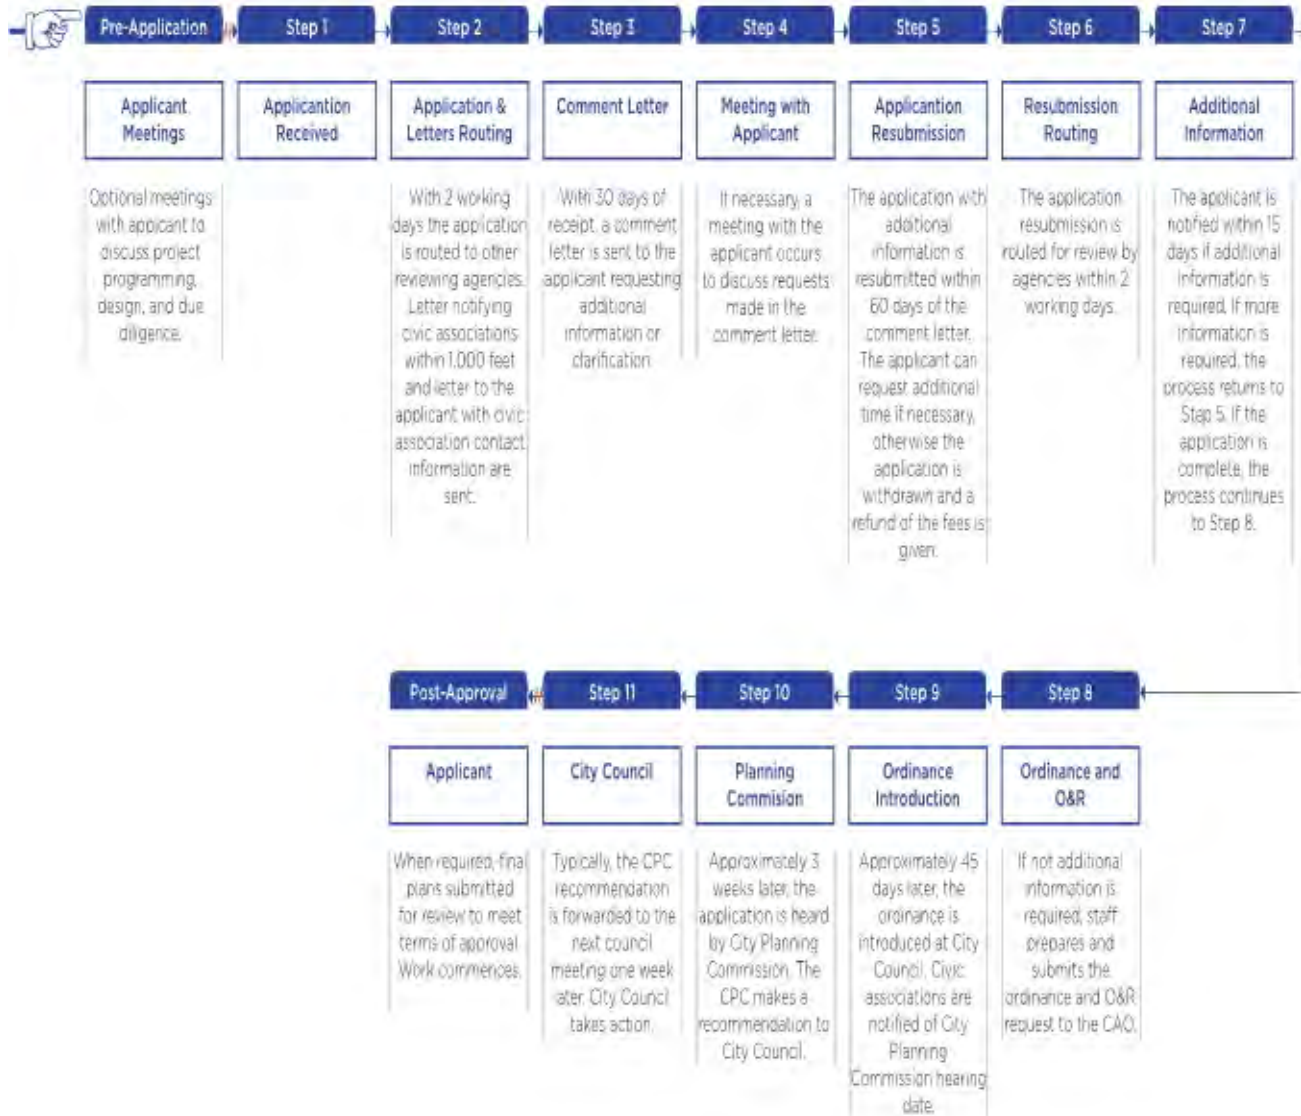 Pre-Application
Step 1
Step 2
Step 3
Step 4
Step 5
Step 6
Step 7
Applicant
Meetings
Applicantion
Received
Application &
Letters Routing
Comment Letter
Meeting with
Applicant
Applicantion
Resubmission
Resubmission
Routing
Additional
Information
Optional meetings
with applcant to
discuss project
programming,
design, and due
diligence.
With 2 working
days the application
is routed to other
reviewing agencies.
Letter notifying
civic associations
within 1,000 feet
and letter to the
applicant with civic
association contact
information are
sent.
With 30 days of
receipt, a comment
letter is sent to the
applicant requesting
additional
information or
clarification
If necessary, a
meeting with the
applicant occurs
to discuss requests
made in the
comment letter.
The application with
additional
information is
resubmitted within
60 days of the
comment letter.
The applicant can
request additional
time if necessary,
otherwise the
application is
withdrawn and a
refund of the fees is
given.
The application
resubmission is
routed for review by
agencies within 2
working days.
The applicant is
notified within 15
days if additional
information is
required. If more
information is
required, the
process returns to
Step 5. If the
application is
complete, the
process continues
to Step 8.
Post-Approval
Step 11
Step 10
Step 9
Step 8
Applicant
City Council
Planning
Commision
Ordinance
Introduction
Ordinance and
O&R
When required, final
plans submitted
for review to meet
terms of approval
Work commences.
Typically, the CPC
recommendation
is forwarded to the
next council
meeting one week
later. City Council
takes action.
Approximately 3
weeks later, the
application is heard
by City Planning
Commission. The
CPC makes a
recommendation to
City Council.
Approximately 45
days later, the
ordinance is
introduced at City
Council. Civic
associations are
notified of City
Planning
Commission hearing
date.
If not additional
information is
required, staff
prepares and
submits the
ordinance and O&R
request to the CAO.